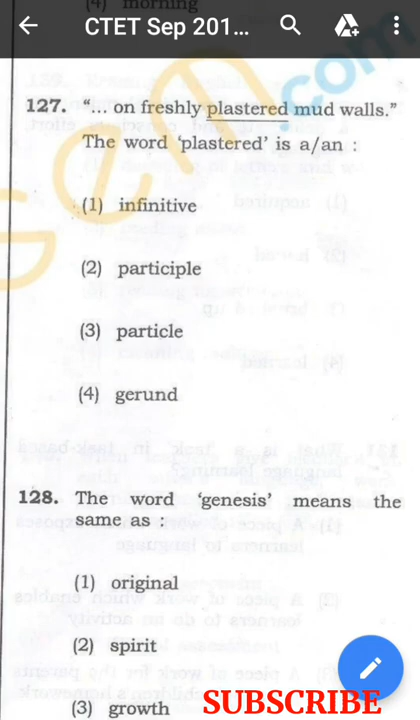 (4) morning
CTET Sep 201...
127. “... on freshly plastered mud walls.”
The word ‘plastered’ is a/an :
(1) infinitive
(2) participle
(3) particle
(4) gerund
128. The word ‘genesis’ means the
same as :
(1) original
(2) spirit
(3) growth
SUBSCRIBE